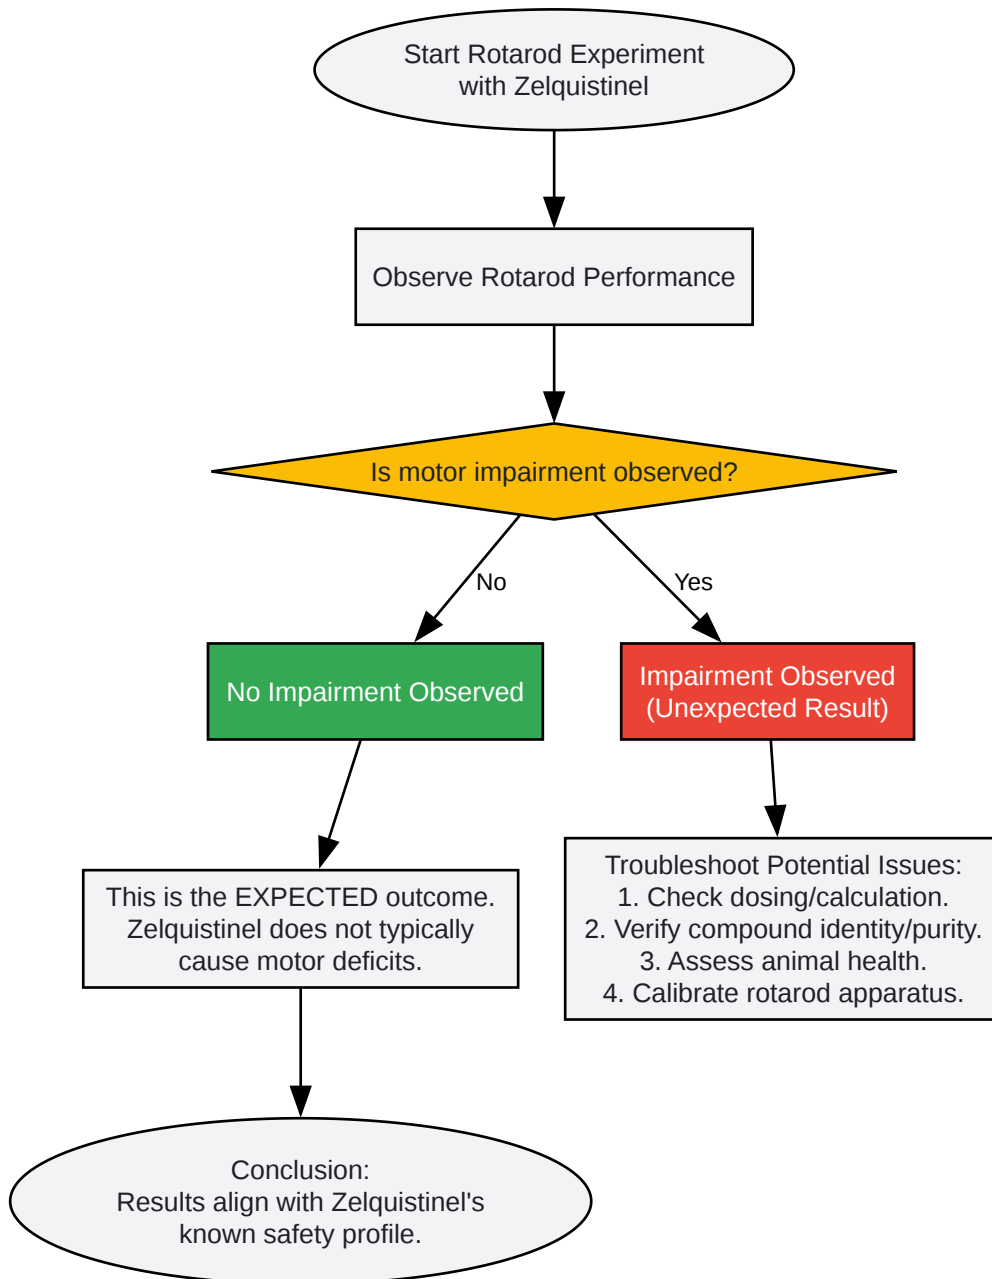 Start Rotarod Experiment
with Zelquistinel
Observe Rotarod Performance
Is motor impairment observed?
No
Yes
No Impairment Observed
Impairment Observed
(Unexpected Result)
This is the EXPECTED outcome.
Zelquistinel does not typically
cause motor deficits.
Troubleshoot Potential Issues:
1. Check dosing/calculation.
2. Verify compound identity/purity.
3. Assess animal health.
4. Calibrate rotarod apparatus.
Conclusion:
Results align with Zelquistinel's
known safety profile.